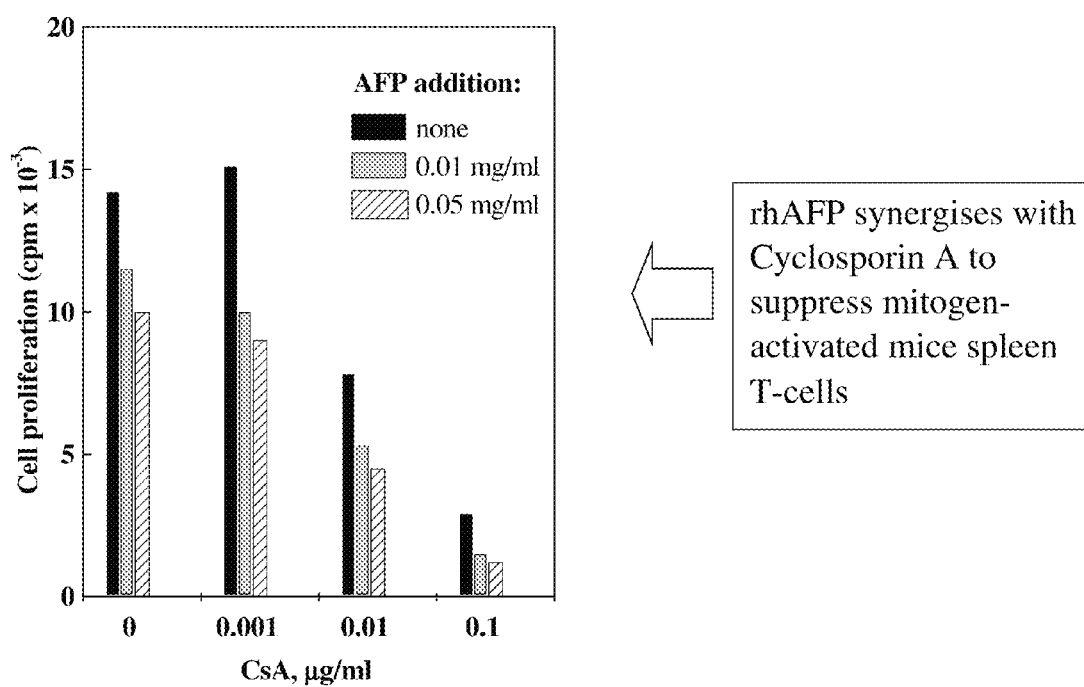 20
15
10
5
0
Cell proliferation (cpm x 10⁻³)
AFP addition:
none
0.01 mg/ml
0.05 mg/ml
0 0.001 0.01 0.1
CsA, µg/ml
rhAFP synergises with
Cyclosporin A to
suppress mitogen-
activated mice spleen
T-cells